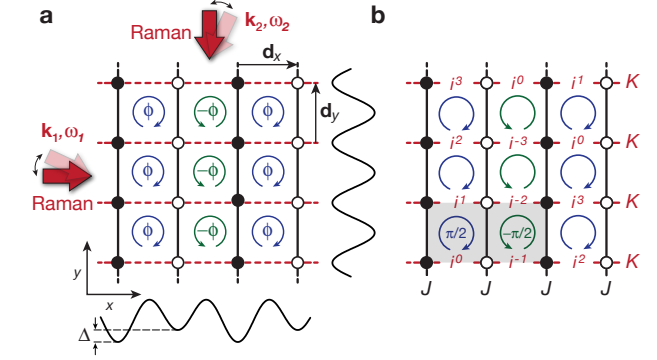 a
Raman
k₂,ω₂
b
dₓ
ϕ
−ϕ
ϕ
d_y
k₁,ω₁
ϕ
−ϕ
ϕ
Raman
ϕ
−ϕ
ϕ
y
x
Δ
i³ i⁰ i¹ K
i² i⁻³ i⁰ K
i¹ i⁻² i³ K
π/2 −π/2
i⁰ i⁻¹ i² K
J J J J